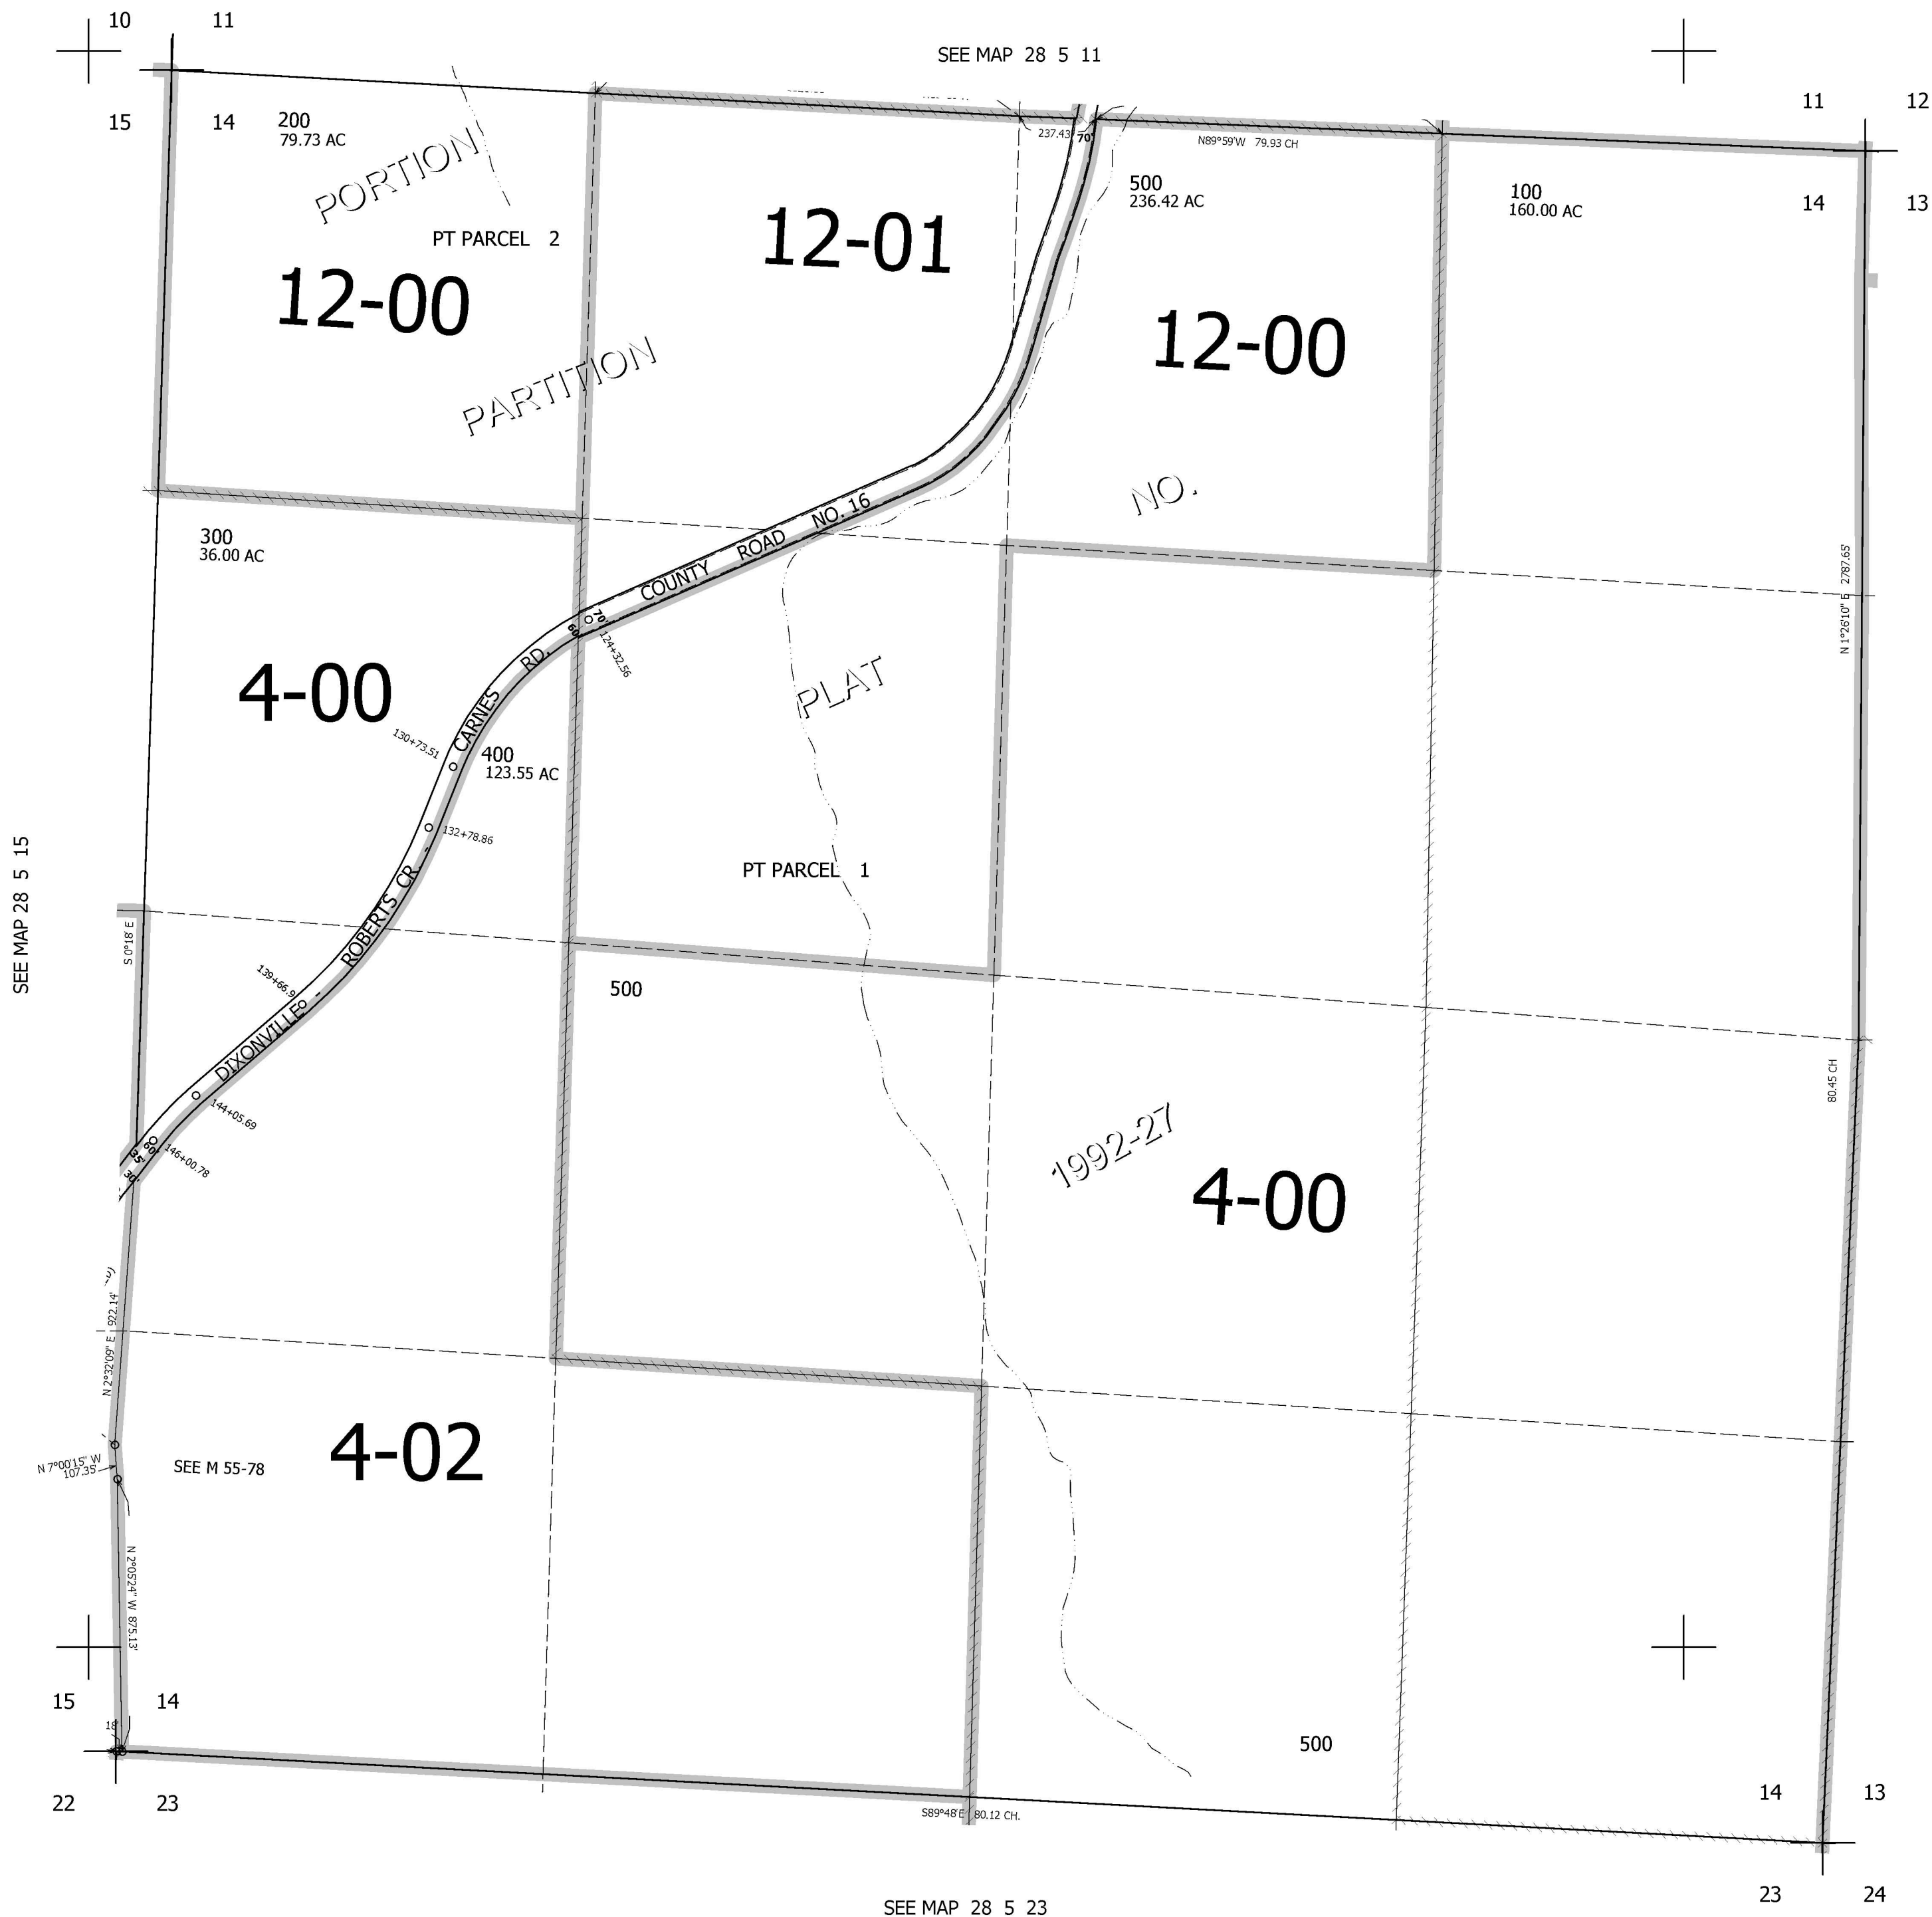 10 11
SEE MAP 28 5 11
11 12
15 14
14 13
200
79.73 AC
PORTION
PT PARCEL 2
12-00
12-01
237.43'
70'
N89°59'W 79.93 CH
500
236.42 AC
100
160.00 AC
12-00
PARTITION
NO.
300
36.00 AC
COUNTY ROAD NO. 16
N 1°26'10" E 2787.65'
60'
70'
124+32.56
4-00
PLAT
CARNES RD.
130+73.51
400
123.55 AC
132+78.86
SEE MAP 28 5 15
PT PARCEL 1
ROBERTS CR. -
S 0°18' E
139+66.9
500
DIXONVILLE -
144+05.69
80.45 CH
1992-27
60'
35'
30'
146+00.78
4-00
N 2°32'09" E 922.14'
4-02
N 7°00'15" W
107.35'
SEE M 55-78
N 2°05'24" W 875.13'
15 14
18'
500
22 23
S89°48'E 80.12 CH.
14 13
23 24
SEE MAP 28 5 23